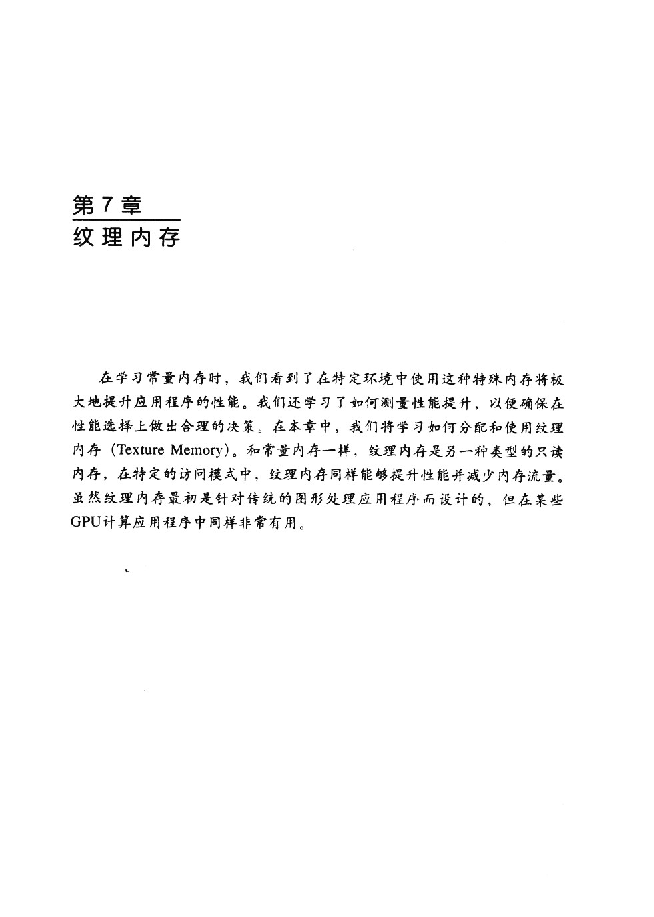 第7章
纹理内存
在学习常量内存时，我们看到了在特定环境中使用这种特殊内存将极
大地提升应用程序的性能。我们还学习了如何测量性能提升，以便确保在
性能选择上做出合理的决策。在本章中，我们将学习如何分配和使用纹理
内存（Texture Memory）。和常量内存一样，纹理内存是另一种类型的只读
内存，在特定的访问模式中，纹理内存同样能够提升性能并减少内存流量。
虽然纹理内存最初是针对传统的图形处理应用程序而设计的，但在某些
GPU计算应用程序中同样非常有用。